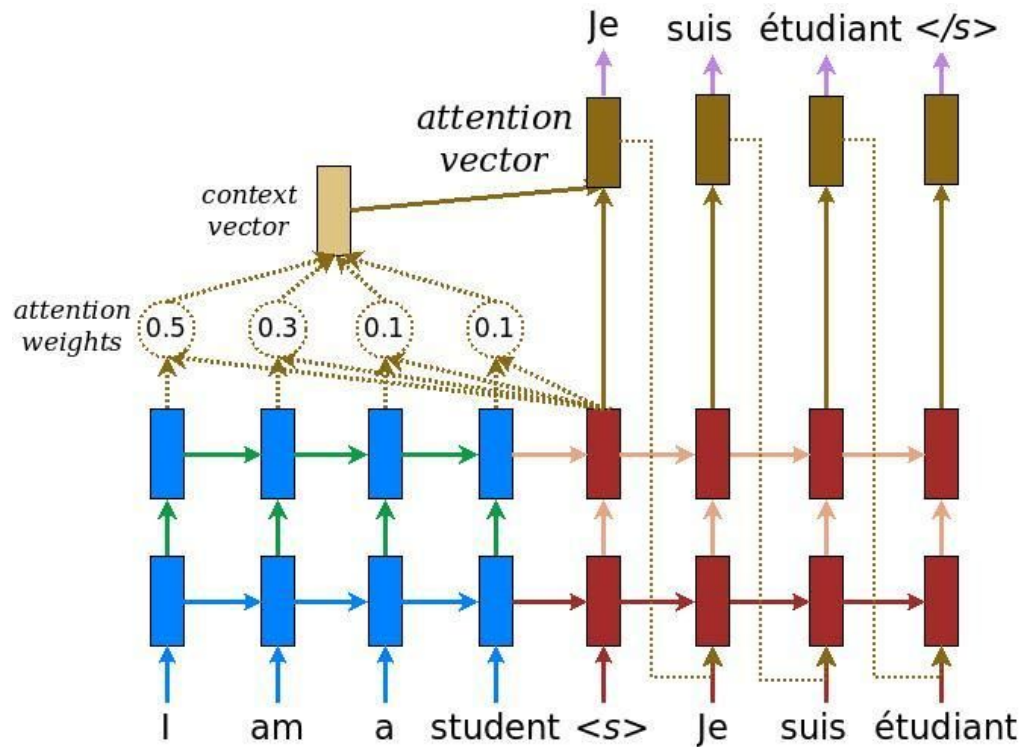 Je suis étudiant </s>
attention
vector
context
vector
attention
weights
0.5 0.3 0.1 0.1
I am a student <s> Je suis étudiant